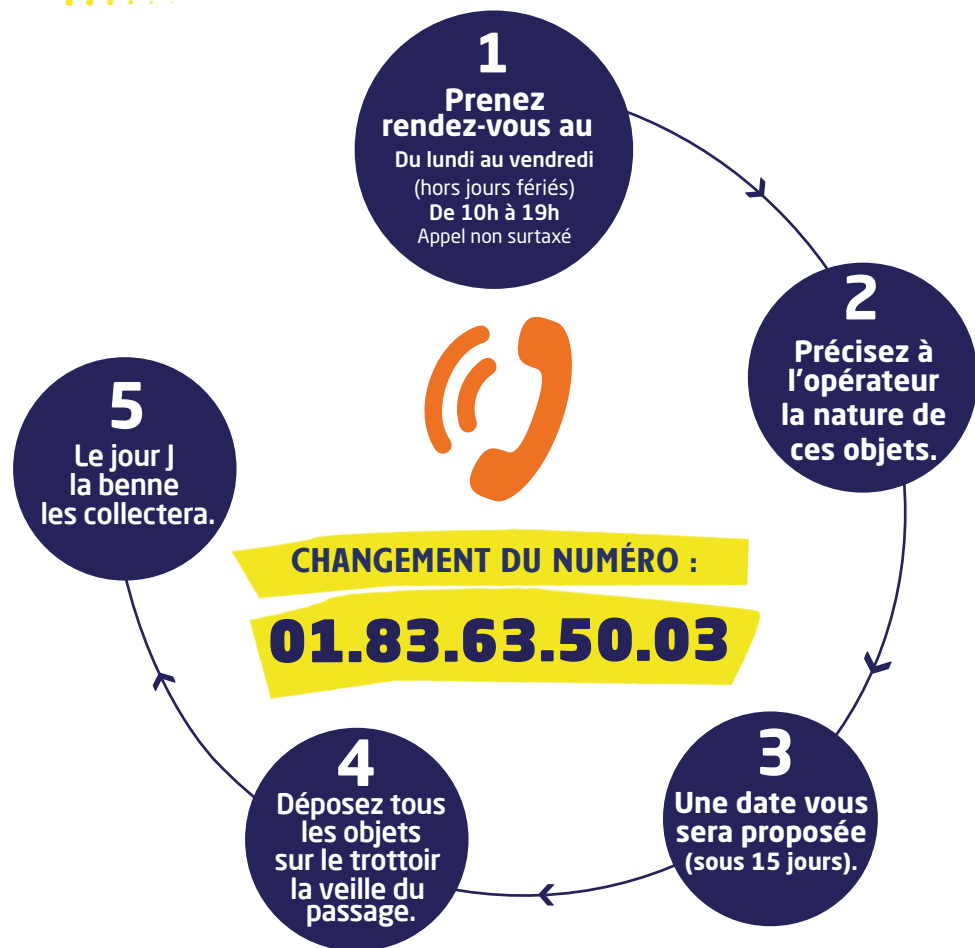 1
Prenez
rendez-vous au
Du lundi au vendredi
(hors jours fériés)
De 10h à 19h
Appel non surtaxé
2
Précisez à
l'opérateur
la nature de
ces objets.
3
Une date vous
sera proposée
(sous 15 jours).
4
Déposez tous
les objets
sur le trottoir
la veille du
passage.
5
Le jour J
la benne
les collectera.
CHANGEMENT DU NUMÉRO :
01.83.63.50.03